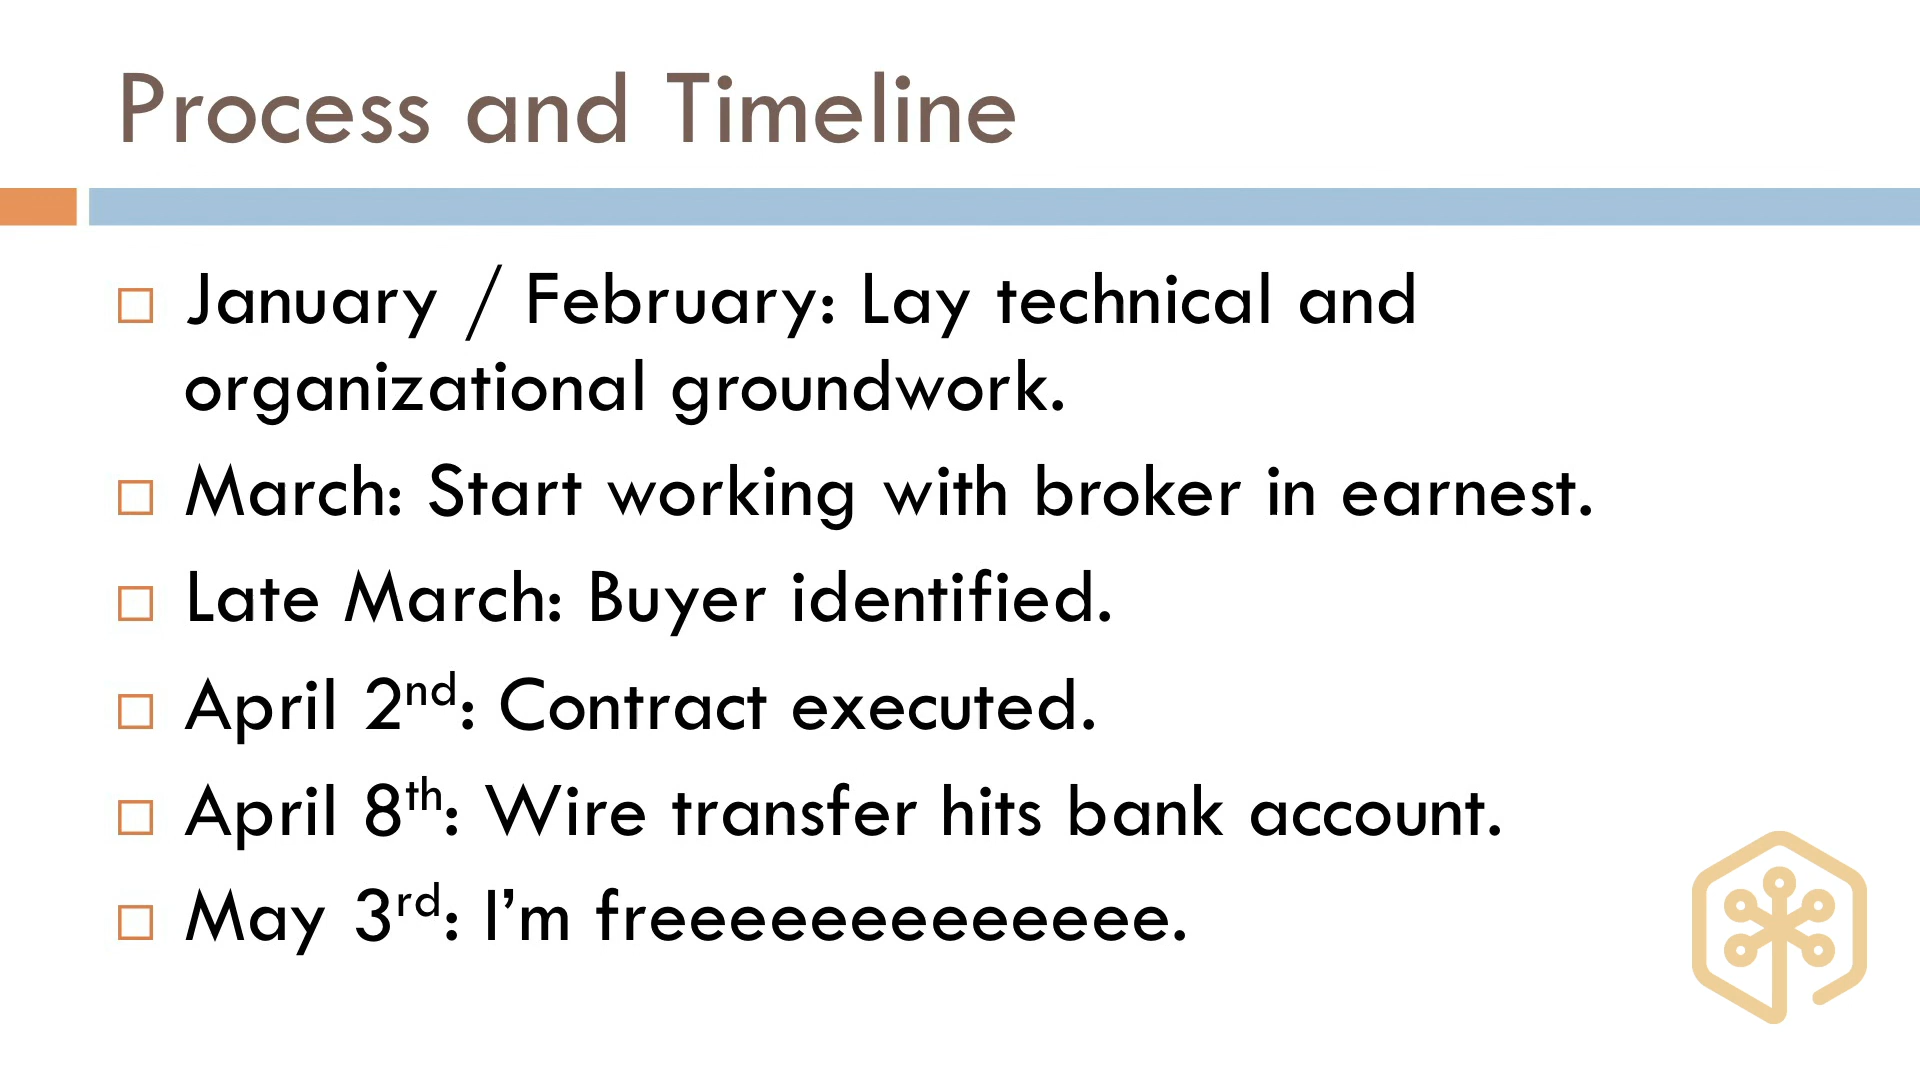 Process and Timeline
January / February: Lay technical and
organizational groundwork.
March: Start working with broker in earnest.
Late March: Buyer identified.
April 2nd: Contract executed.
April 8th: Wire transfer hits bank account.
May 3rd: I’m freeeeeeeeeeeeee.